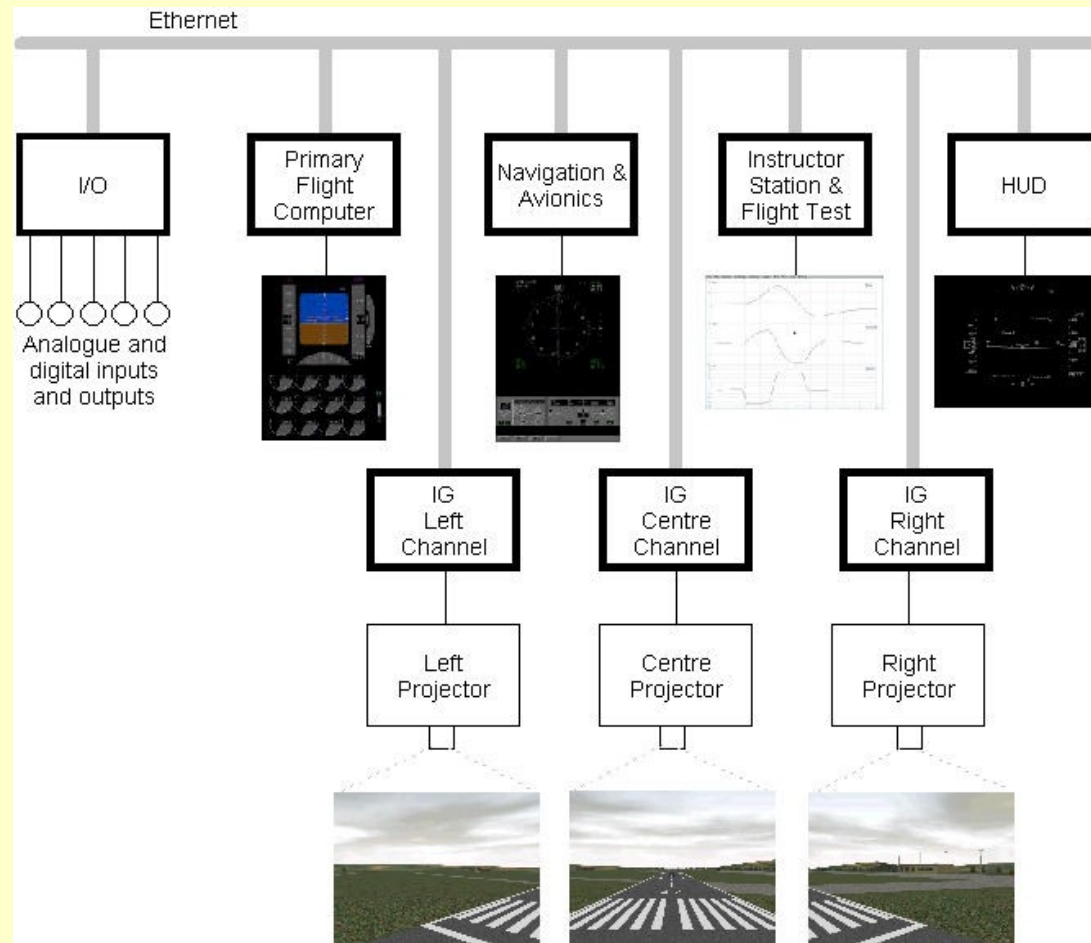 Ethernet
I/O
Primary
Flight
Computer
Navigation &
Avionics
Instructor
Station &
Flight Test
HUD
Analogue and
digital inputs
and outputs
IG
Left
Channel
IG
Centre
Channel
IG
Right
Channel
Left
Projector
Centre
Projector
Right
Projector